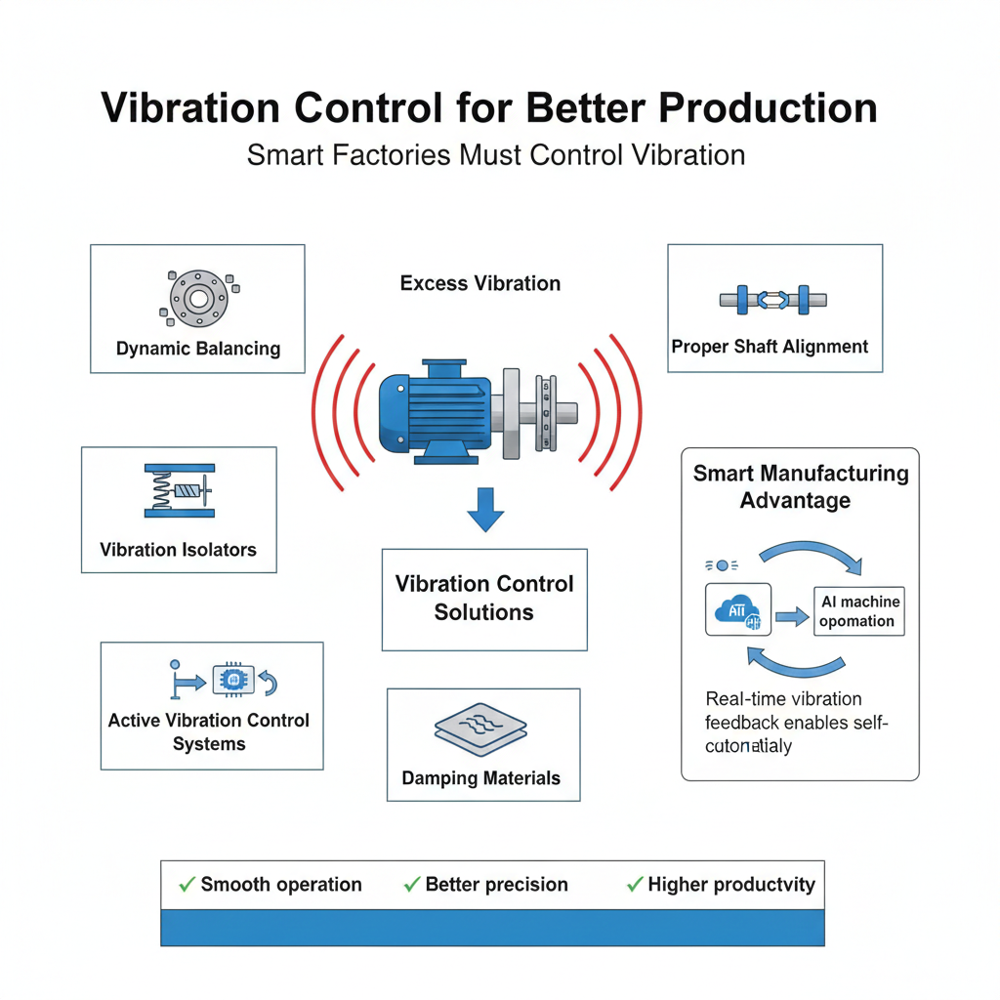 Vibration Control for Better Production
Smart Factories Must Control Vibration
Excess Vibration
Dynamic Balancing
Proper Shaft Alignment
Vibration Isolators
Smart Manufacturing
Advantage
Vibration Control
Solutions
AI machine
opomation
Active Vibration Control
Systems
Real-time vibration
feedback enables self-
Damping Materials
✓ Smooth operation
✓ Better precision
✓ Higher productvity